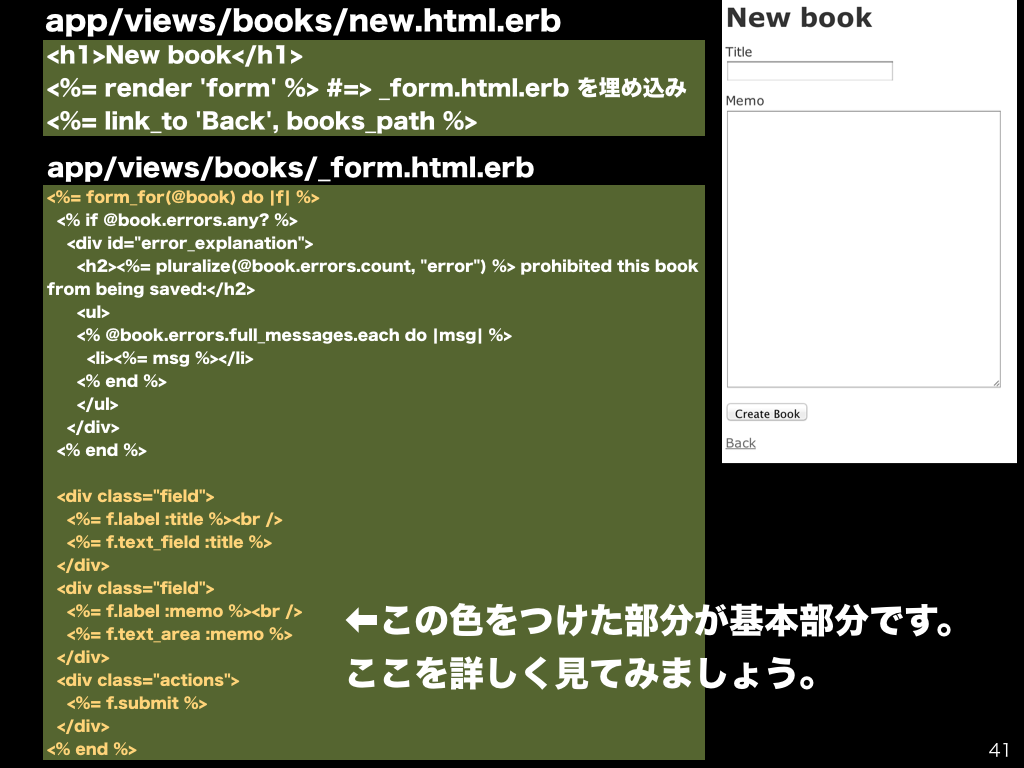 app/views/books/new.html.erb
<h1>New book</h1>
<%= render 'form' %> #=> _form.html.erb を埋め込み
<%= link_to 'Back', books_path %>
app/views/books/_form.html.erb
<%= form_for(@book) do |f| %>
<% if @book.errors.any? %>
<div id="error_explanation">
<h2><%= pluralize(@book.errors.count, "error") %> prohibited this book
from being saved:</h2>
<ul>
<% @book.errors.full_messages.each do |msg| %>
<li><%= msg %></li>
<% end %>
</ul>
</div>
<% end %>
<div class="field">
<%= f.label :title %><br />
<%= f.text_field :title %>
</div>
<div class="field">
<%= f.label :memo %><br />
<%= f.text_area :memo %>
</div>
<div class="actions">
<%= f.submit %>
</div>
<% end %>
←この色をつけた部分が基本部分です。
ここを詳しく見てみましょう。
New book
Title
Memo
Create Book
Back
41